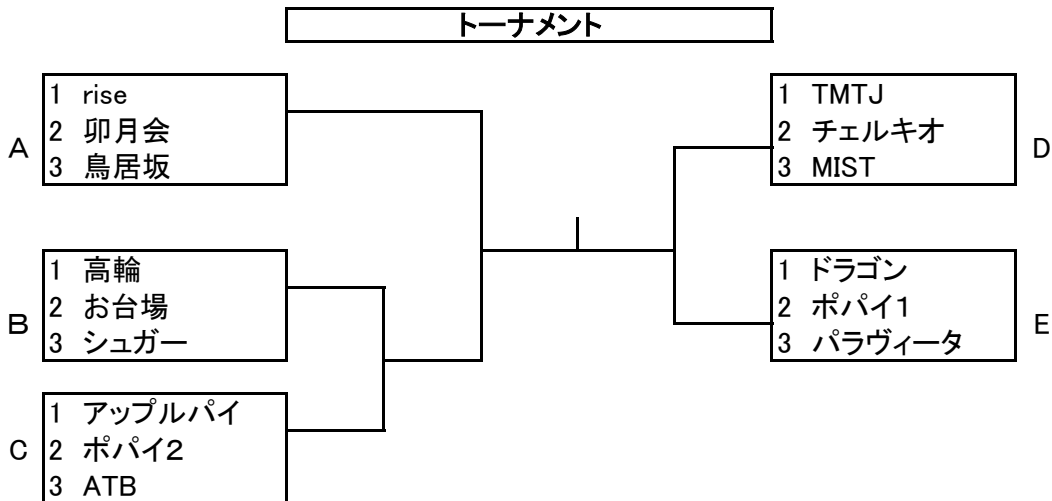 トーナメント
A
1 rise
2 卯月会
3 鳥居坂
B
1 高輪
2 お台場
3 シュガー
C
1 アップルパイ
2 ポパイ2
3 ATB
D
1 TMTJ
2 チェルキオ
3 MIST
E
1 ドラゴン
2 ポパイ1
3 パラヴィータ